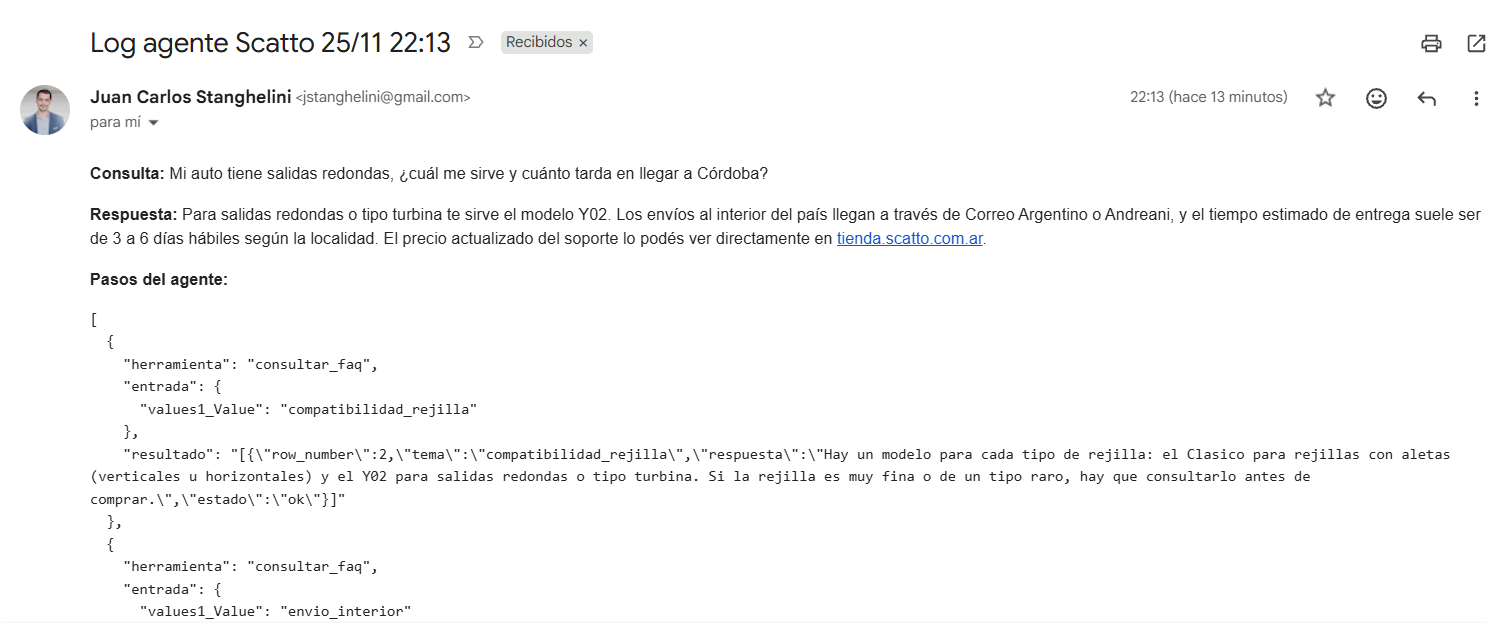 Log agente Scatto 25/11 22:13
Recibidos ×
Juan Carlos Stanghelini <jstanghelini@gmail.com>
22:13 (hace 13 minutos)
para mí
Consulta: Mi auto tiene salidas redondas, ¿cuál me sirve y cuánto tarda en llegar a Córdoba?
Respuesta: Para salidas redondas o tipo turbina te sirve el modelo Y02. Los envíos al interior del país llegan a través de Correo Argentino o Andreani, y el tiempo estimado de entrega suele ser
de 3 a 6 días hábiles según la localidad. El precio actualizado del soporte lo podés ver directamente en tienda.scatto.com.ar.
Pasos del agente:
[
  {
    "herramienta": "consultar_faq",
    "entrada": {
      "values1_Value": "compatibilidad_rejilla"
    },
    "resultado": "[{\"row_number\":2,\"tema\":\"compatibilidad_rejilla\",\"respuesta\":\"Hay un modelo para cada tipo de rejilla: el Clasico para rejillas con aletas
(verticales u horizontales) y el Y02 para salidas redondas o tipo turbina. Si la rejilla es muy fina o de un tipo raro, hay que consultarlo antes de
comprar.\",\"estado\":\"ok\"}]"
  },
  {
    "herramienta": "consultar_faq",
    "entrada": {
      "values1_Value": "envio_interior"